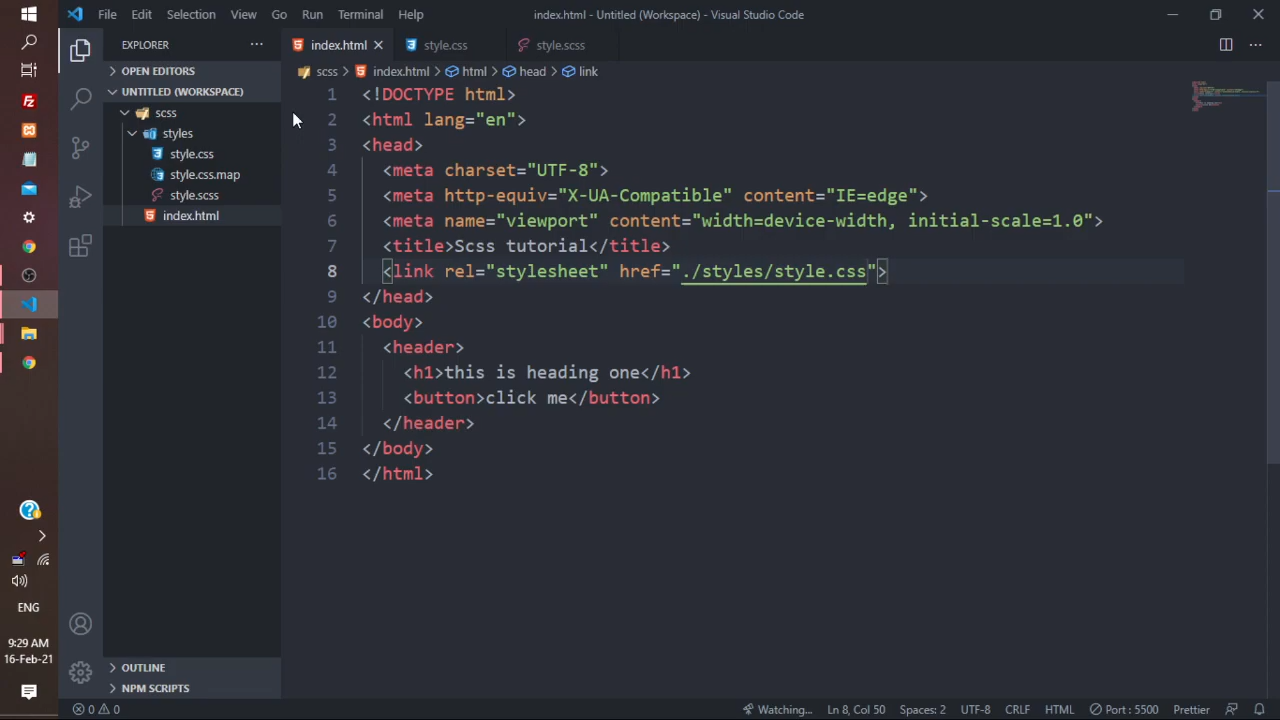 File Edit Selection View Go Run Terminal Help
index.html - Untitled (Workspace) - Visual Studio Code
EXPLORER
OPEN EDITORS
UNTITLED (WORKSPACE)
scss
styles
style.css
style.css.map
style.scss
index.html
OUTLINE
NPM SCRIPTS
index.html style.css style.scss
scss > index.html > html > head > link
1 <!DOCTYPE html>
2 <html lang="en">
3 <head>
4 <meta charset="UTF-8">
5 <meta http-equiv="X-UA-Compatible" content="IE=edge">
6 <meta name="viewport" content="width=device-width, initial-scale=1.0">
7 <title>Scss tutorial</title>
8 <link rel="stylesheet" href="./styles/style.css">
9 </head>
10 <body>
11 <header>
12 <h1>this is heading one</h1>
13 <button>click me</button>
14 </header>
15 </body>
16 </html>
ENG
9:29 AM
16-Feb-21
0 0 Watching... Ln 8, Col 50 Spaces: 2 UTF-8 CRLF HTML Port : 5500 Prettier